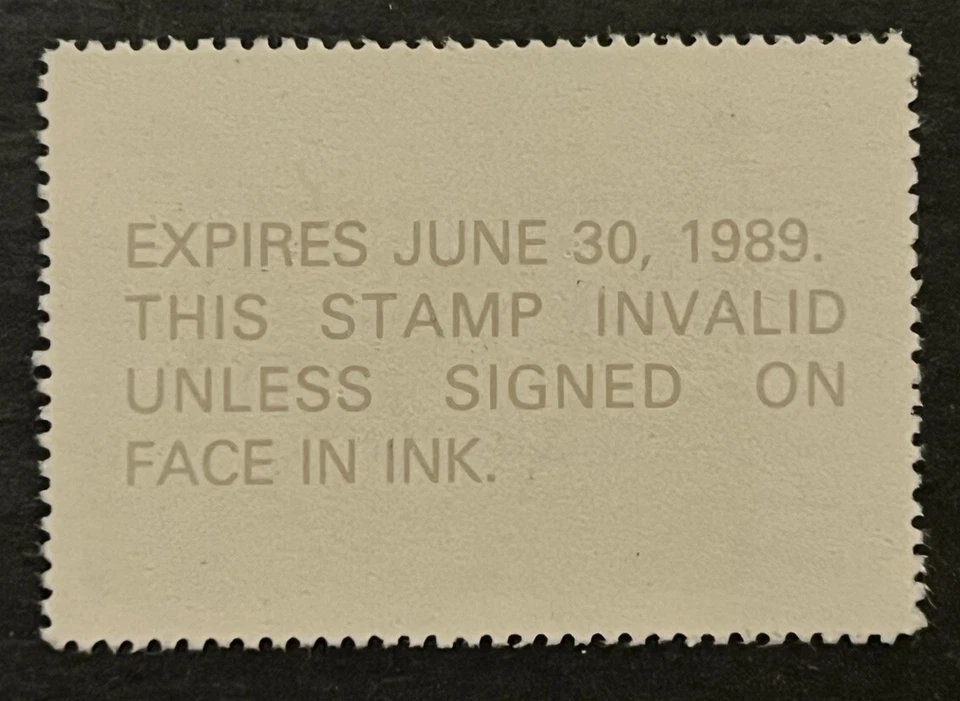 EXPIRES JUNE 30, 1989.
THIS STAMP INVALID
UNLESS SIGNED ON
FACE IN INK.